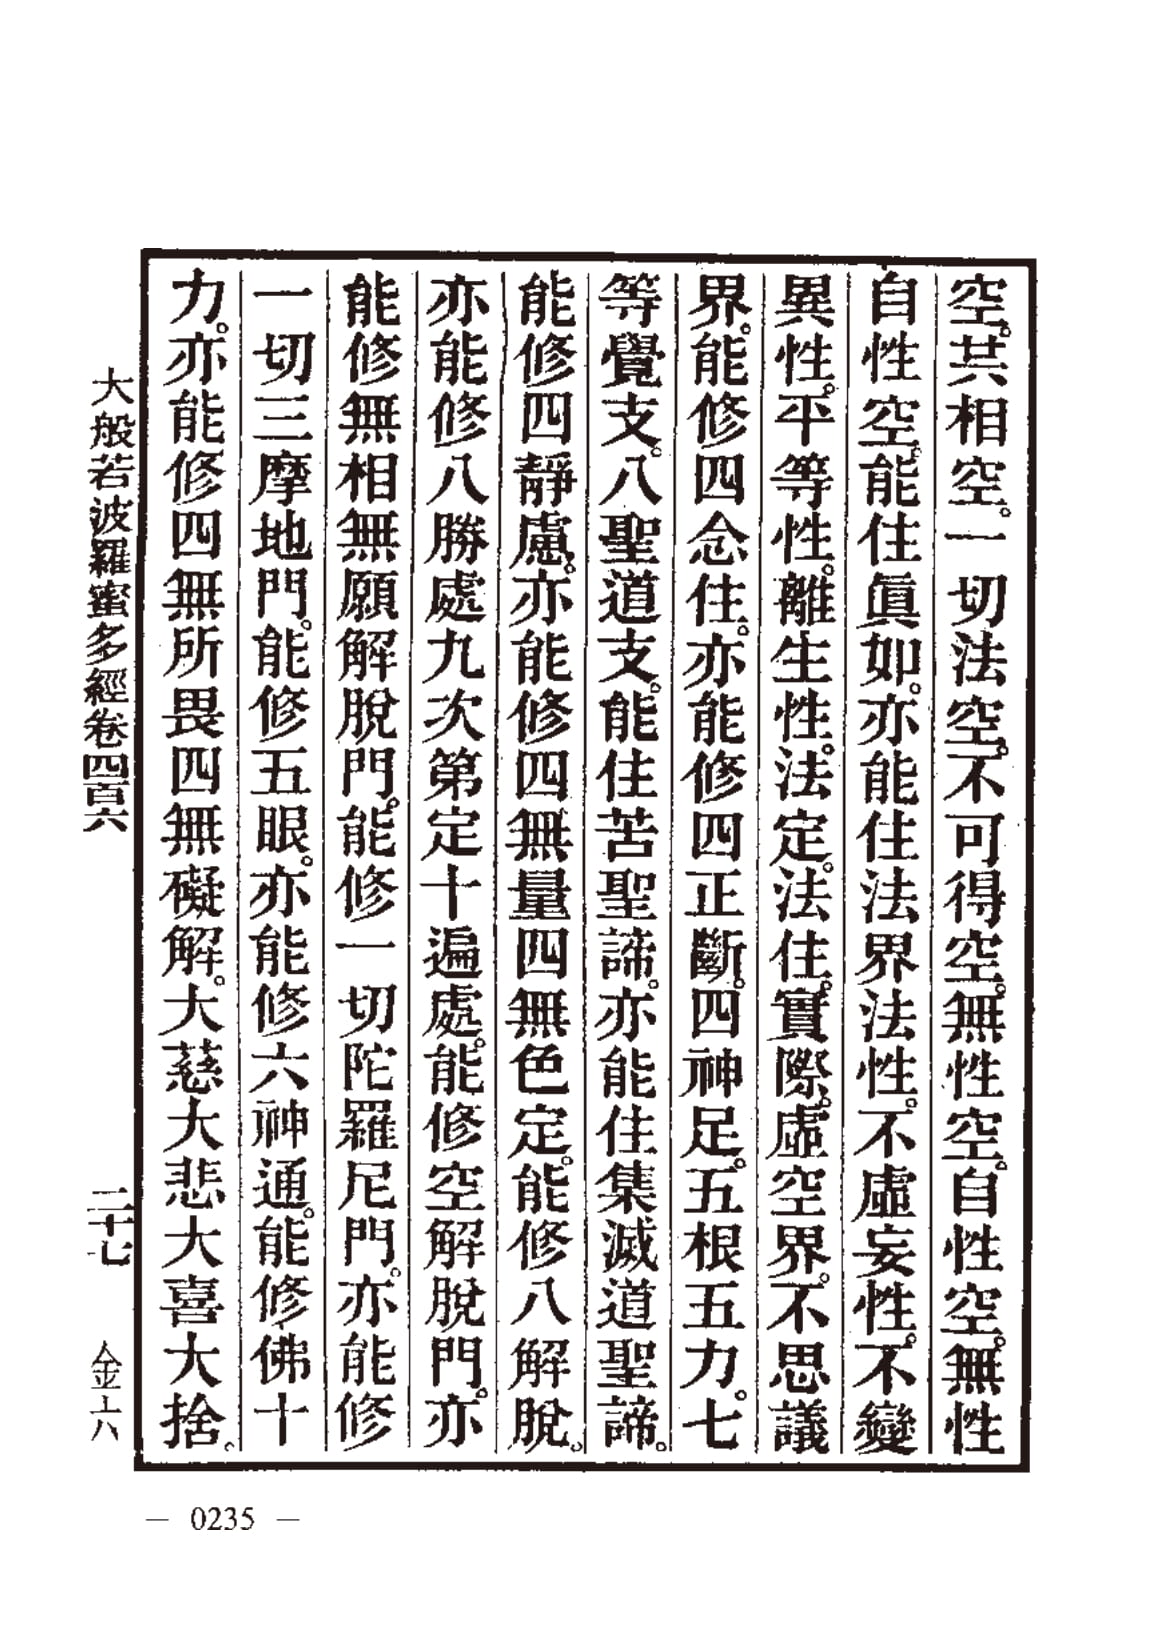 空。共相空。一切法空。不可得空。無性空。自性空。無性
自性空。能住眞如。亦能住法界法性。不虛妄性。不變
異性。平等性。離生性。法定。法住。實際。虛空界。不思議
界。能修四念住。亦能修四正斷。四神足。五根五力。七
等覺支。八聖道支。能住苦聖諦。亦能住集滅道聖諦。
能修四靜慮。亦能修四無量四無色定。能修八解脫。
亦能修八勝處九次第定十遍處。能修空解脫門。亦
能修無相無願解脫門。能修一切陀羅尼門。亦能修
一切三摩地門。能修五眼。亦能修六神通。能修佛十
力。亦能修四無所畏四無礙解。大慈大悲大喜大捨。
大般若波羅蜜多經卷四百六 二十七
— 0235 —